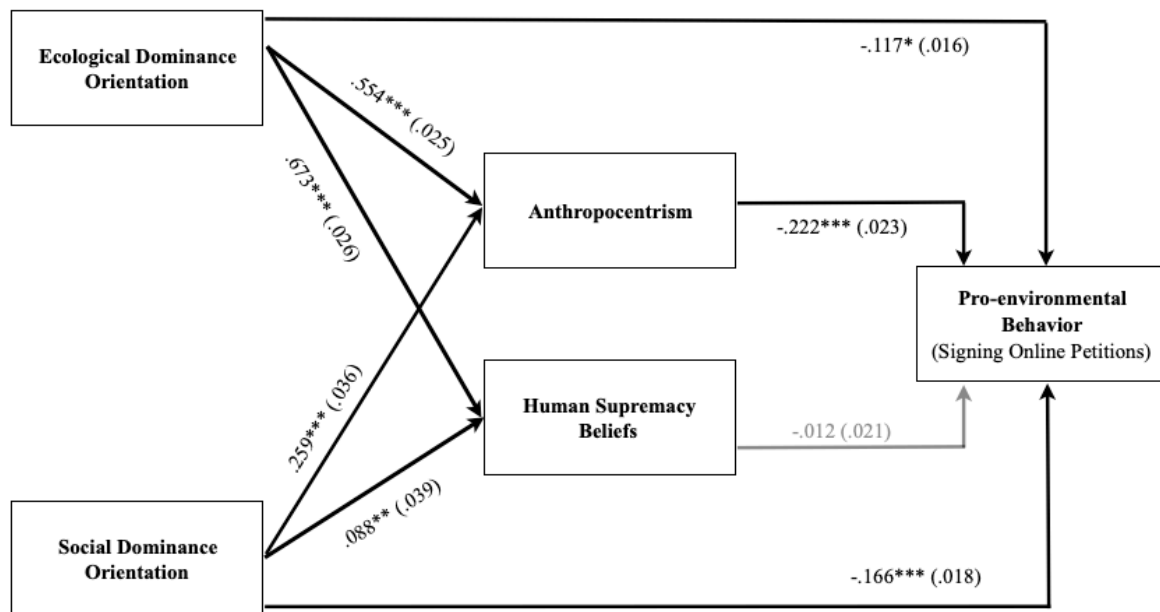 Ecological Dominance
Orientation
-.117* (.016)
.554*** (.025)
.673*** (.026)
Anthropocentrism
-.222*** (.023)
Pro-environmental
Behavior
(Signing Online Petitions)
.259*** (.036)
Human Supremacy
Beliefs
-.012 (.021)
.088** (.039)
Social Dominance
Orientation
-.166*** (.018)